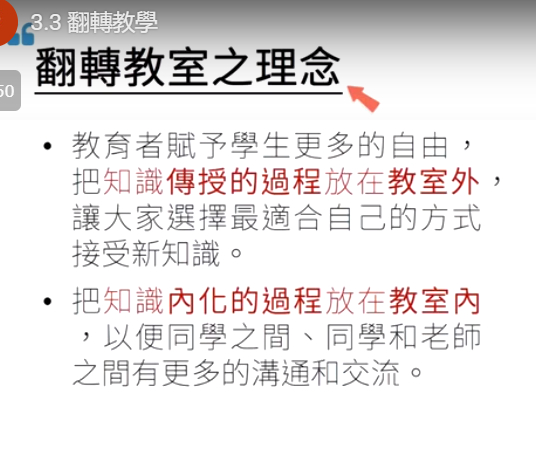 3.3 翻轉教學
50
翻轉教室之理念
• 教育者賦予學生更多的自由，
把知識傳授的過程放在教室外，
讓大家選擇最適合自己的方式
接受新知識。
• 把知識內化的過程放在教室內
，以便同學之間、同學和老師
之間有更多的溝通和交流。